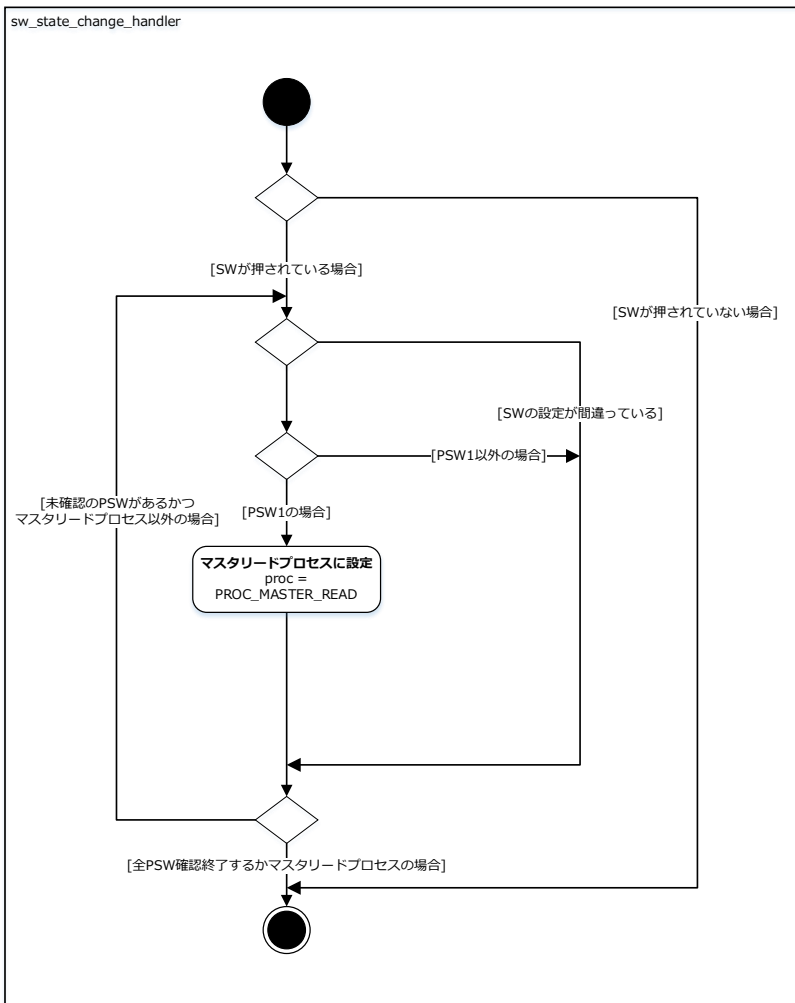 sw_state_change_handler
[SWが押されている場合]
[SWが押されていない場合]
[SWの設定が間違っている]
[PSW1以外の場合]
[未確認のPSWがあるかつ
マスタリードプロセス以外の場合]
[PSW1の場合]
マスタリードプロセスに設定
proc =
PROC_MASTER_READ
[全PSW確認終了するかマスタリードプロセスの場合]